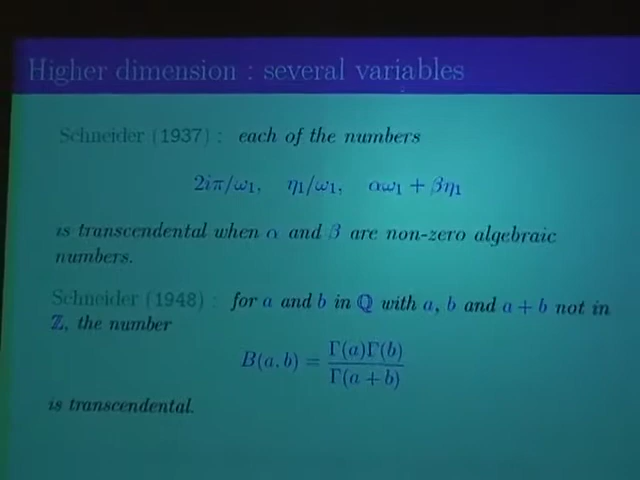 Higher dimension : several variables
Schneider (1937) : each of the numbers
2iπ/ω₁, η₁/ω₁, αω₁ + βη₁
is transcendental when α and β are non-zero algebraic
numbers.
Schneider (1948) : for a and b in ℚ with a, b and a + b not in
ℤ, the number
B(a, b) = Γ(a)Γ(b) / Γ(a + b)
is transcendental.